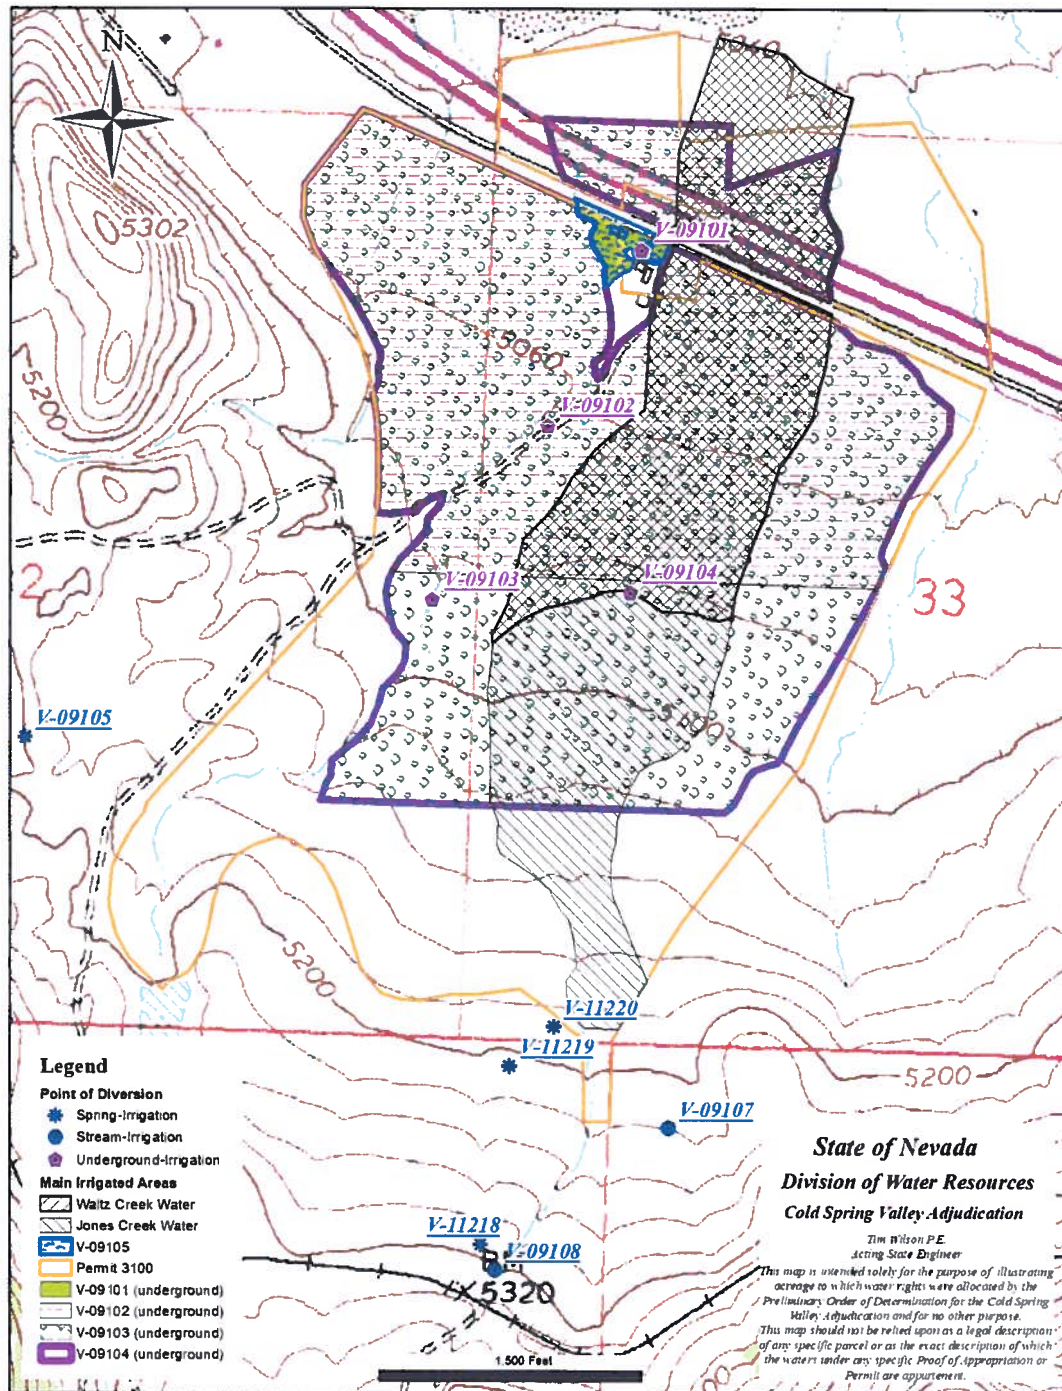 N
5302
V-09101
5060
5200
V-09102
V-09103
V-09104
33
2
V-09105
5200
V-11220
V-11219
5200
V-09107
V-11218
V-09108
5320
Legend
Point of Diversion
Spring-Irrigation
Stream-Irrigation
Underground-Irrigation
Main Irrigated Areas
Waltz Creek Water
Jones Creek Water
V-09105
Permit 3100
V-09101 (underground)
V-09102 (underground)
V-09103 (underground)
V-09104 (underground)
1,500 Feet
State of Nevada
Division of Water Resources
Cold Spring Valley Adjudication
Tim Wilson P.E.
Acting State Engineer
This map is intended solely for the purpose of illustrating
acreage to which water rights were allocated by the
Preliminary Order of Determination for the Cold Spring
Valley Adjudication and for no other purpose.
This map should not be relied upon as a legal description
of any specific parcel or as the exact description of which
the waters under any specific Proof of Appropriation or
Permit are appurtenent.